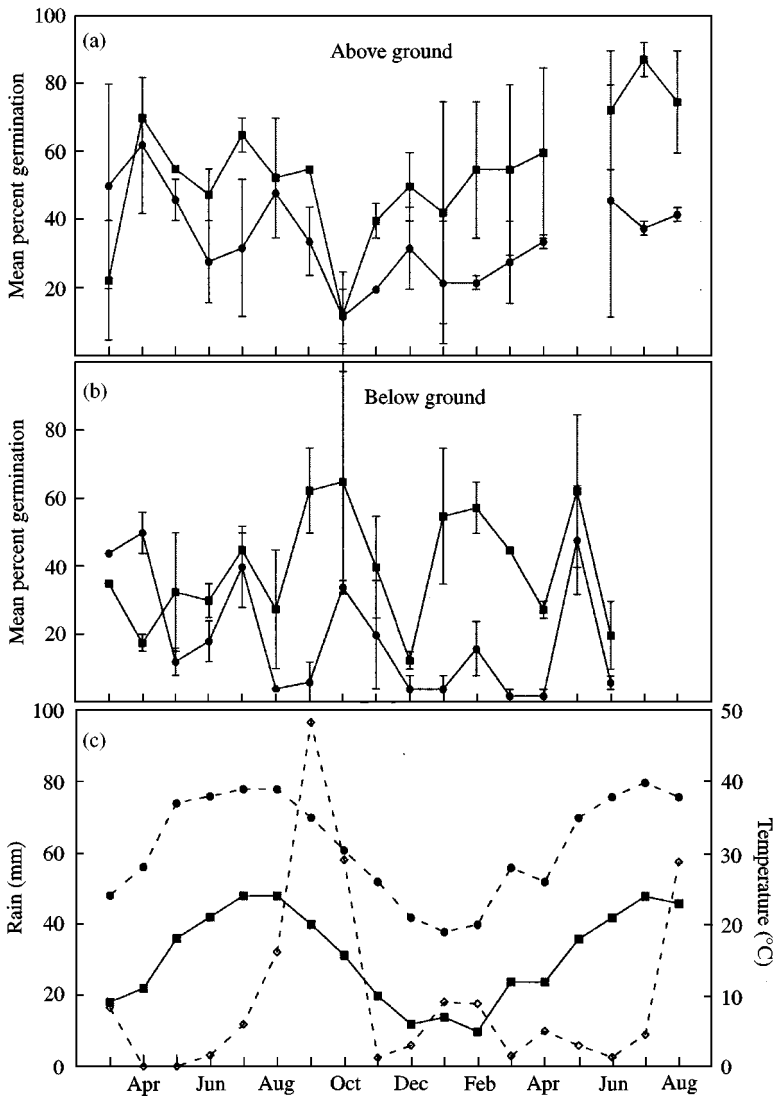 (a)
Above ground
Mean percent germination
100
80
60
40
20
(b)
Below ground
Mean percent germination
80
60
40
20
(c)
Rain (mm)
100
80
60
40
20
0
Temperature (°C)
50
40
30
20
10
0
Apr Jun Aug Oct Dec Feb Apr Jun Aug